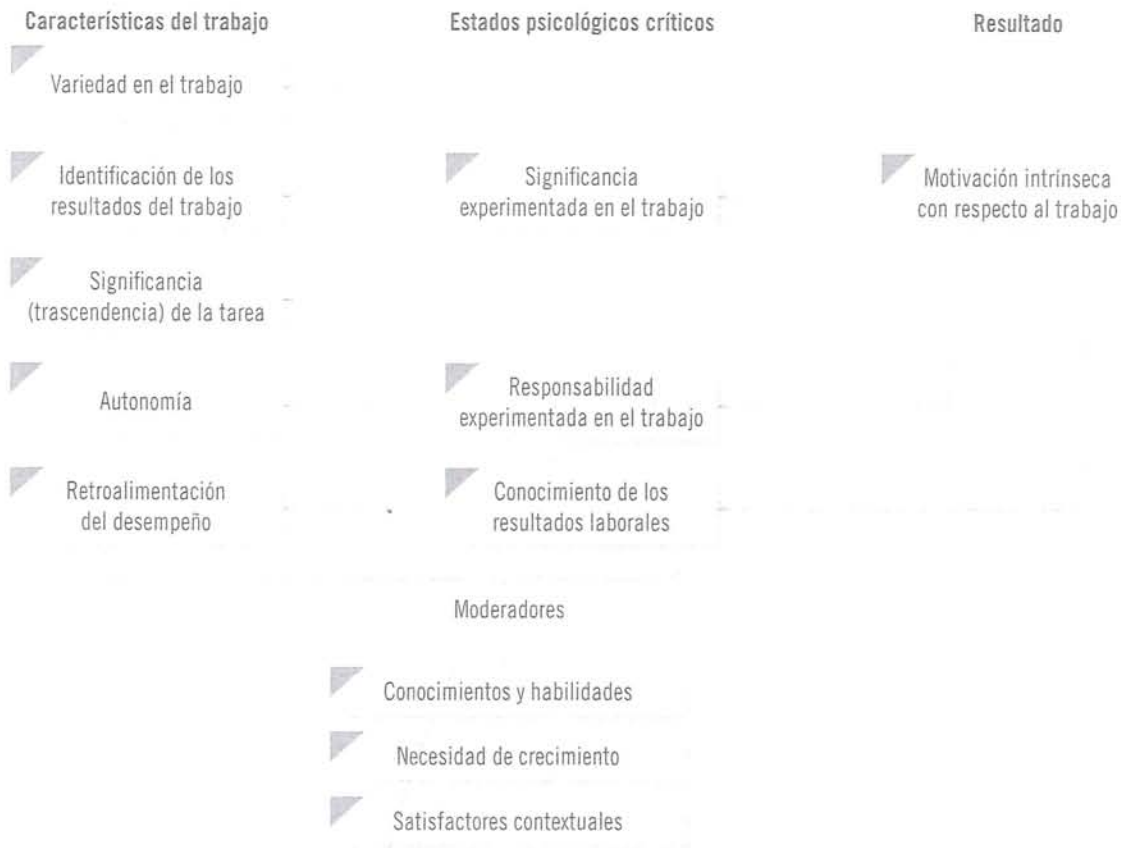 Características del trabajo
Estados psicológicos críticos
Resultado
Variedad en el trabajo
Identificación de los
resultados del trabajo
Significancia
experimentada en el trabajo
Motivación intrínseca
con respecto al trabajo
Significancia
(trascendencia) de la tarea
Autonomía
Responsabilidad
experimentada en el trabajo
Retroalimentación
del desempeño
Conocimiento de los
resultados laborales
Moderadores
Conocimientos y habilidades
Necesidad de crecimiento
Satisfactores contextuales